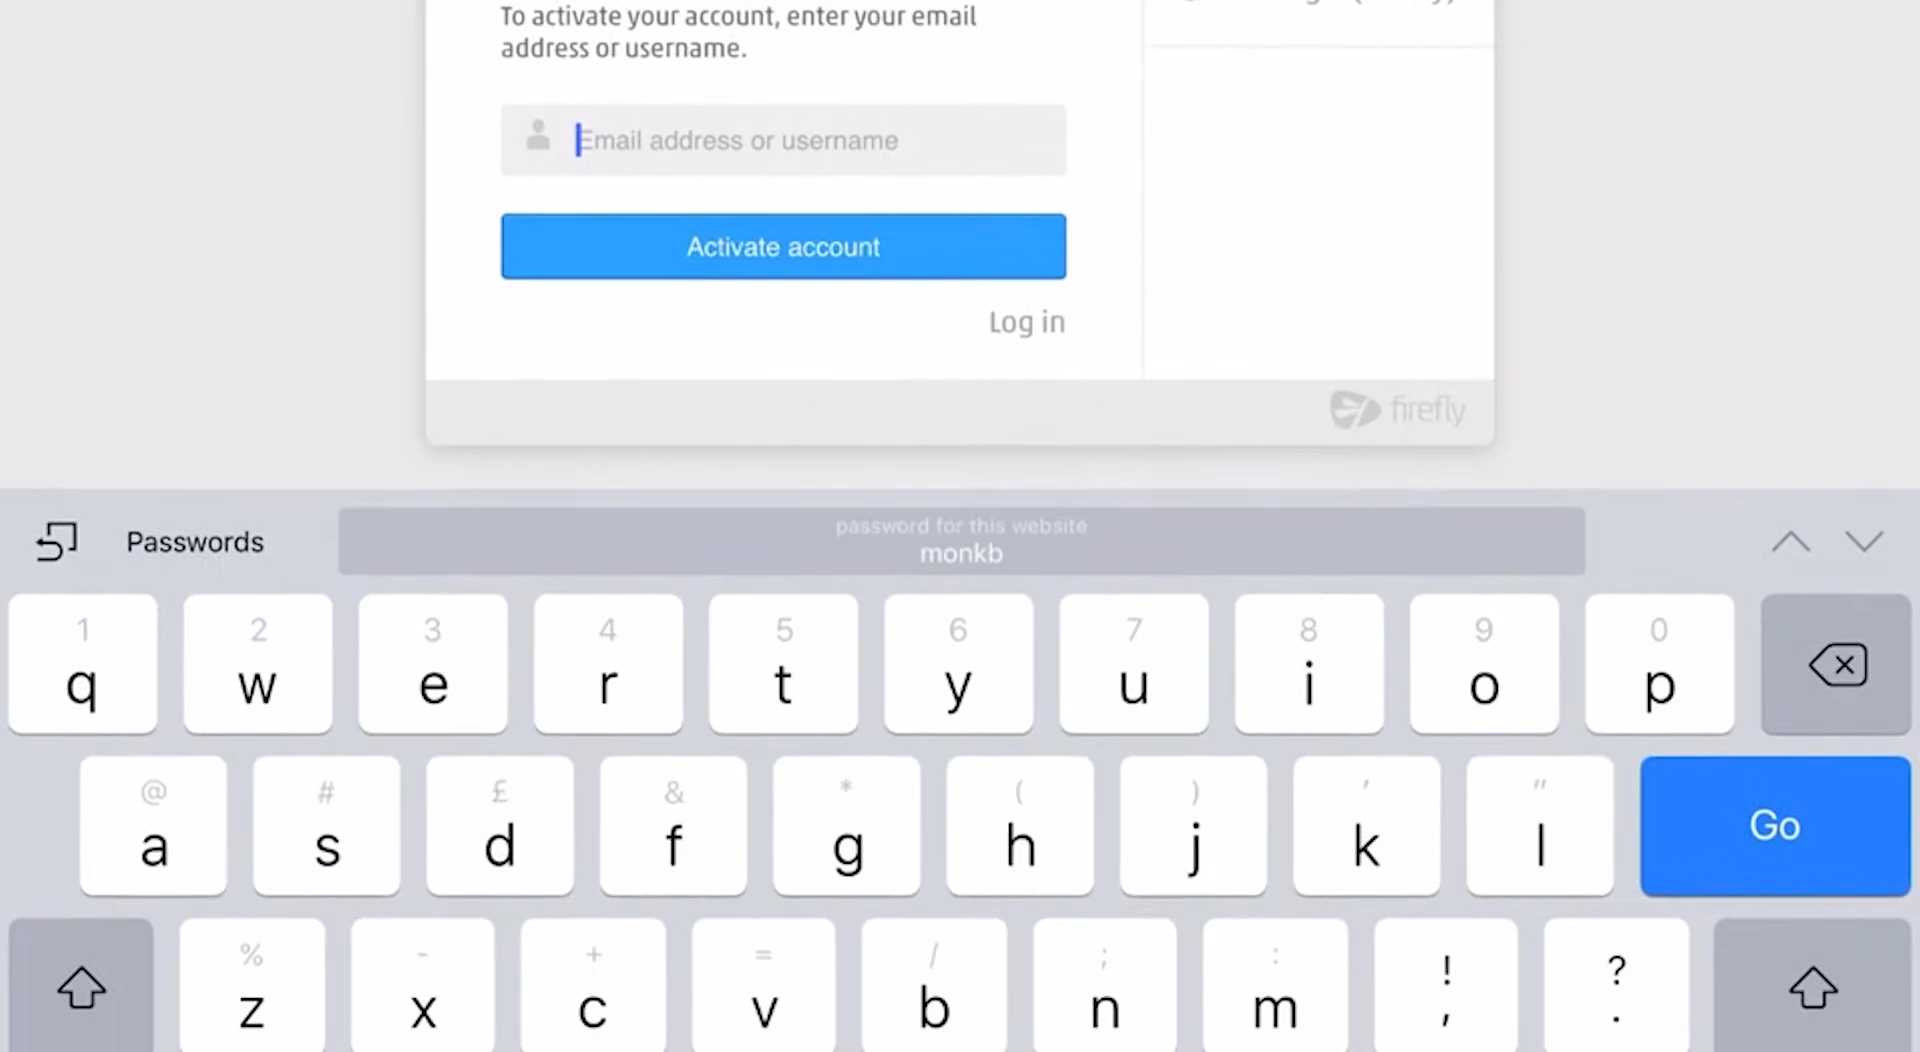 To activate your account, enter your email
address or username.
Email address or username
Activate account
Log in
firefly
Passwords
password for this website
monkb
1 2 3 4 5 6 7 8 9 0
q w e r t y u i o p
@ # £ & * ( ) ' "
a s d f g h j k l Go
% - + = / ; : ! ?
z x c v b n m , .